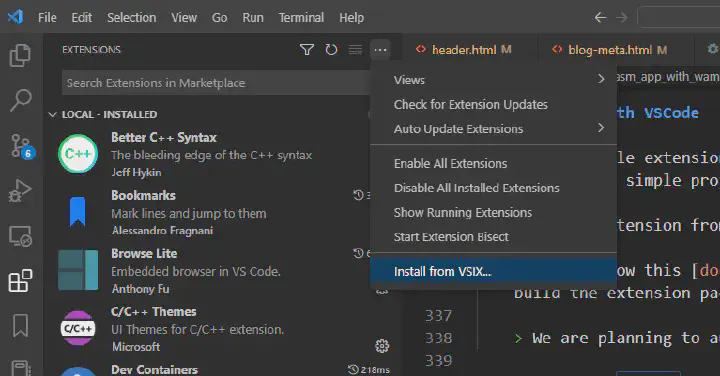 File Edit Selection View Go Run Terminal Help
EXTENSIONS
header.html M
blog-meta.html M
Search Extensions in Marketplace
LOCAL - INSTALLED
Better C++ Syntax
The bleeding edge of the C++ syntax
Jeff Hykin
C++
Bookmarks
Mark lines and jump to them
Alessandro Fragnani
Browse Lite
Embedded browser in VS Code.
Anthony Fu
C/C++ Themes
UI Themes for C/C++ extension.
Microsoft
C/C++
Dev Containers
218ms
6
Views
Check for Extension Updates
Auto Update Extensions
Enable All Extensions
Disable All Installed Extensions
Show Running Extensions
Start Extension Bisect
Install from VSIX...
asm_app_with_wam
th VSCode
le extensio
simple pro
tension from
ow this [do
build the extension pa
337
338 > We are planning to au
339